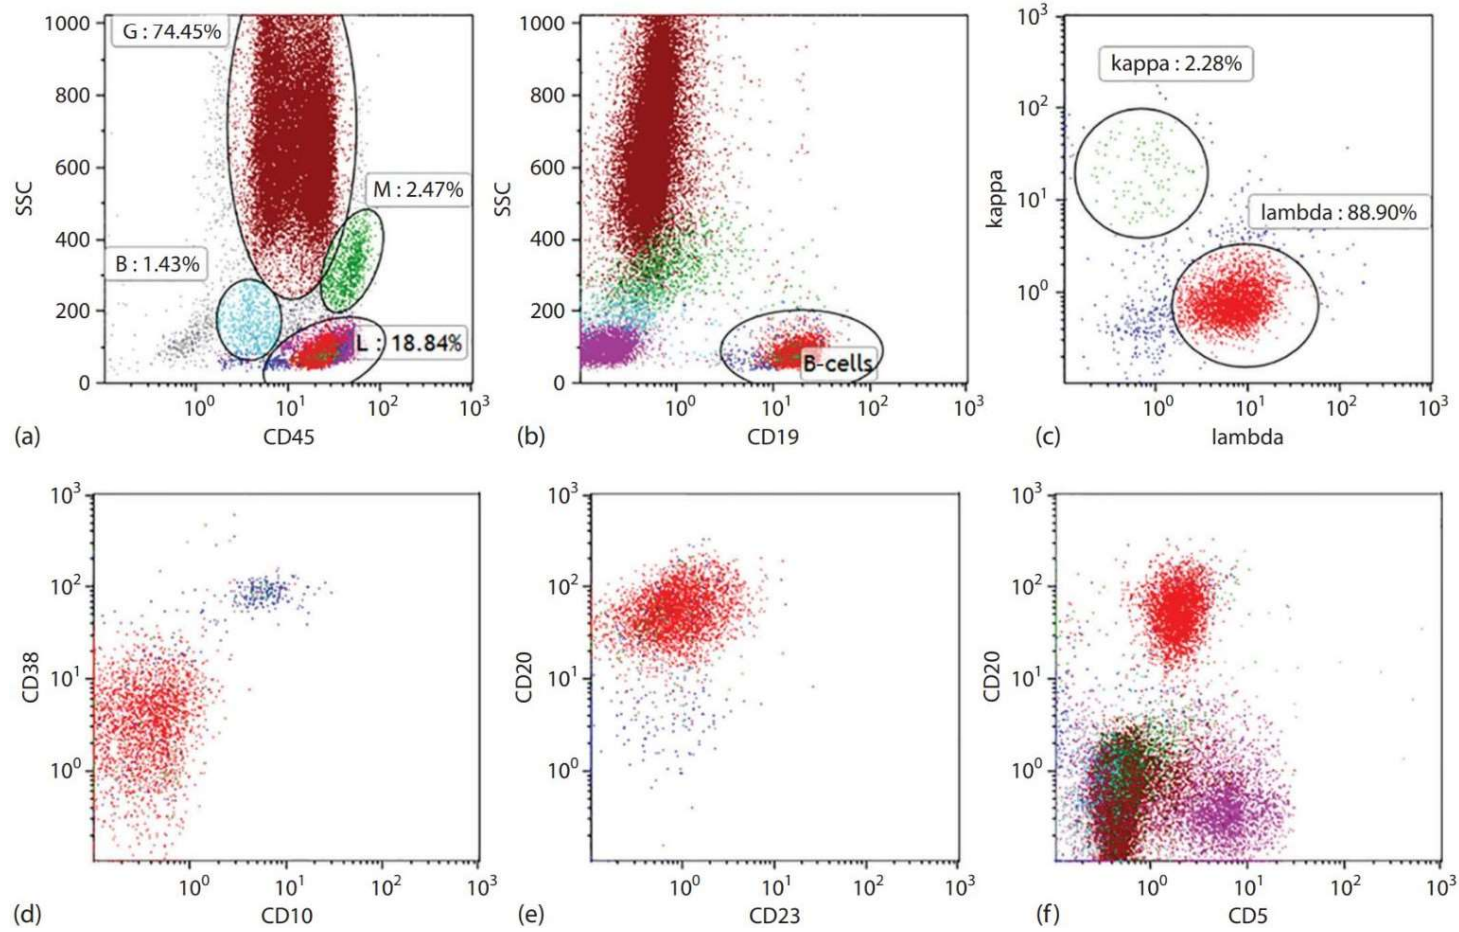 1000
800
600
400
200
0
SSC
G : 74.45%
M : 2.47%
B : 1.43%
L : 18.84%
10⁰
10¹
10²
10³
(a)
CD45
1000
800
600
400
200
0
SSC
B-cells
10⁰
10¹
10²
10³
(b)
CD19
10³
10²
10¹
10⁰
kappa
kappa : 2.28%
lambda : 88.90%
10⁰
10¹
10²
10³
(c)
lambda
10³
10²
10¹
10⁰
CD38
10⁰
10¹
10²
10³
(d)
CD10
10³
10²
10¹
10⁰
CD20
10⁰
10¹
10²
10³
(e)
CD23
10³
10²
10¹
10⁰
CD20
10⁰
10¹
10²
10³
(f)
CD5